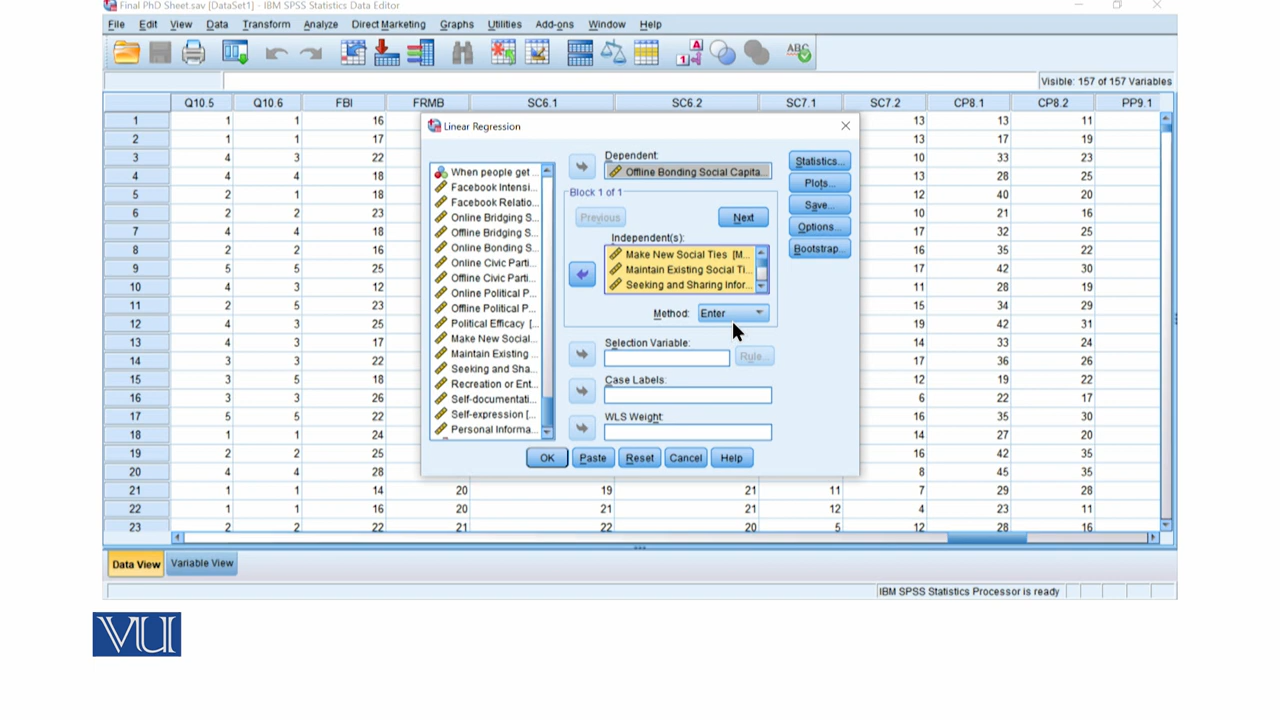 Final PhD Sheet.sav [DataSet1] - IBM SPSS Statistics Data Editor
File Edit View Data Transform Analyze Direct Marketing Graphs Utilities Add-ons Window Help
Visible: 157 of 157 Variables
Q10.5 Q10.6 FBI FRMB SC6.1 SC6.2 SC7.1 SC7.2 CP8.1 CP8.2 PP9.1
1 1 1 16 13 13 11
2 1 1 17 13 17 19
3 4 3 22 10 33 23
4 4 4 18 13 28 25
5 2 1 18 12 40 20
6 2 2 23 10 21 16
7 4 4 18 17 32 25
8 2 2 16 16 35 30
9 5 5 25 17 42 30
10 4 3 12 11 28 19
11 2 5 23 15 34 29
12 4 3 25 19 42 31
13 4 3 17 14 33 24
14 3 3 22 17 36 26
15 3 5 18 12 19 22
16 3 3 26 6 22 17
17 5 5 22 16 35 30
18 1 1 24 14 27 20
19 2 2 25 16 42 35
20 4 4 28 8 45 35
21 1 1 14 20 19 21 11 7 29 28
22 1 1 16 20 21 21 12 4 23 11
23 2 2 22 21 22 20 5 12 28 16
Linear Regression
When people get ...
Facebook Intensi...
Facebook Relatio...
Online Bridging S...
Offline Bridging S...
Online Bonding S...
Online Civic Parti...
Offline Civic Parti...
Online Political P...
Offline Political P...
Political Efficacy [...
Make New Social...
Maintain Existing ...
Seeking and Sha...
Recreation or Ent...
Self-documentati...
Self-expression [...
Personal Informa...
Dependent:
Offline Bonding Social Capita...
Block 1 of 1
Previous Next
Independent(s):
Make New Social Ties [M...
Maintain Existing Social Ti...
Seeking and Sharing Infor...
Method: Enter
Selection Variable:
Rule...
Case Labels:
WLS Weight:
Statistics...
Plots...
Save...
Options...
Bootstrap...
OK Paste Reset Cancel Help
Data View Variable View
IBM SPSS Statistics Processor is ready
VU